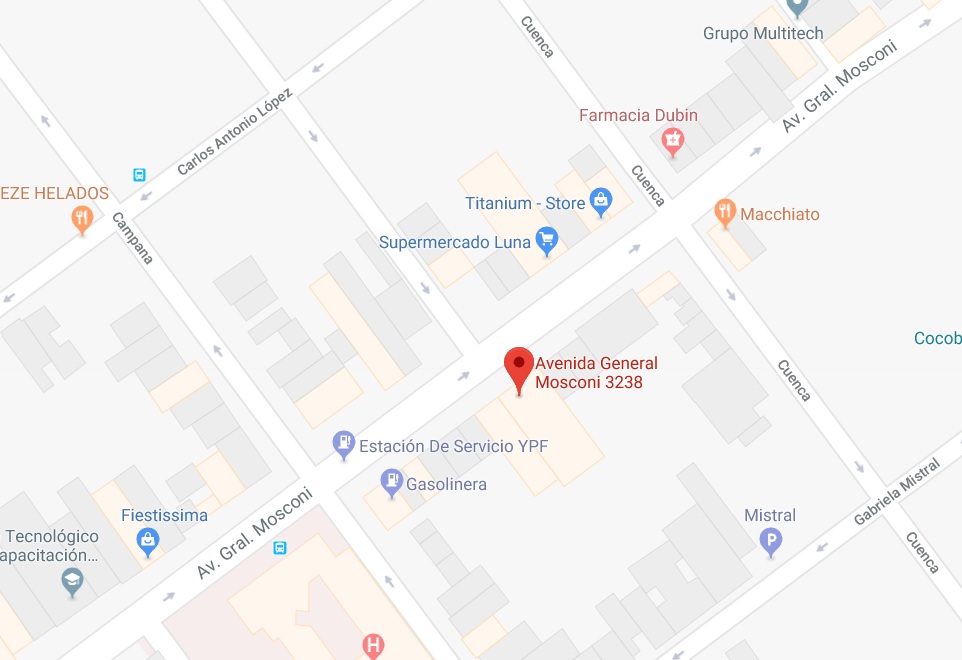 Cuenca
Grupo Multitech
Av. Gral. Mosconi
Carlos Antonio López
Farmacia Dubin
EZE HELADOS
Campana
Titanium - Store
Cuenca
Macchiato
Supermercado Luna
Cocob
Avenida General
Mosconi 3238
Cuenca
Estación De Servicio YPF
Gasolinera
Gabriela Mistral
Fiestissima
Av. Gral. Mosconi
Mistral
P
Tecnológico
apacitación...
Cuenca
H